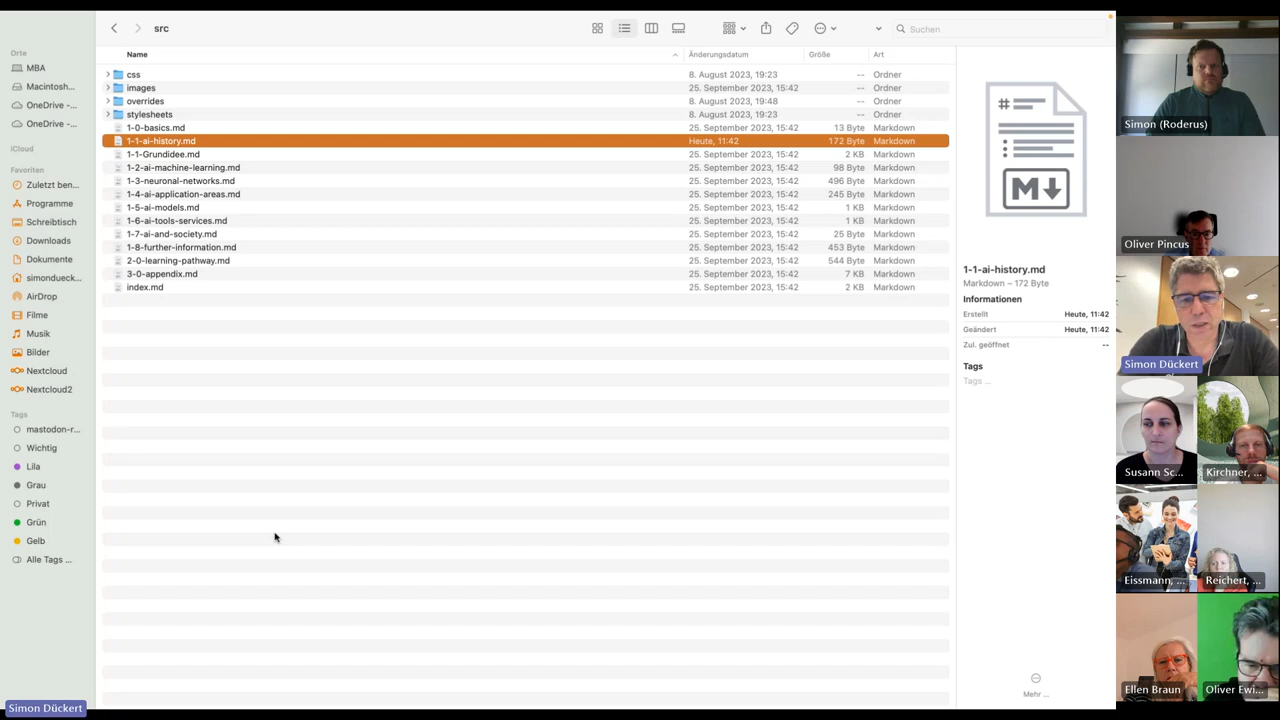 src
Suchen
Orte
MBA
Macintosh...
OneDrive -...
OneDrive -...
iCloud
Favoriten
Zuletzt ben...
Programme
Schreibtisch
Downloads
Dokumente
simondueck...
AirDrop
Filme
Musik
Bilder
Nextcloud
Nextcloud2
Tags
mastodon-r...
Wichtig
Lila
Grau
Privat
Grün
Gelb
Alle Tags ...
Name Änderungsdatum Größe Art
css 8. August 2023, 19:23 -- Ordner
images 25. September 2023, 15:42 -- Ordner
overrides 8. August 2023, 19:48 -- Ordner
stylesheets 8. August 2023, 19:23 -- Ordner
1-0-basics.md 25. September 2023, 15:42 13 Byte Markdown
1-1-ai-history.md Heute, 11:42 172 Byte Markdown
1-1-Grundidee.md 25. September 2023, 15:42 2 KB Markdown
1-2-ai-machine-learning.md 25. September 2023, 15:42 98 Byte Markdown
1-3-neuronal-networks.md 25. September 2023, 15:42 496 Byte Markdown
1-4-ai-application-areas.md 25. September 2023, 15:42 245 Byte Markdown
1-5-ai-models.md 25. September 2023, 15:42 1 KB Markdown
1-6-ai-tools-services.md 25. September 2023, 15:42 1 KB Markdown
1-7-ai-and-society.md 25. September 2023, 15:42 25 Byte Markdown
1-8-further-information.md 25. September 2023, 15:42 453 Byte Markdown
2-0-learning-pathway.md 25. September 2023, 15:42 544 Byte Markdown
3-0-appendix.md 25. September 2023, 15:42 7 KB Markdown
index.md 25. September 2023, 15:42 2 KB Markdown
#
M
1-1-ai-history.md
Markdown – 172 Byte
Informationen
Erstellt Heute, 11:42
Geändert Heute, 11:42
Zul. geöffnet --
Tags
Tags ...
Mehr ...
Simon (Roderus)
Oliver Pincus
Simon Dückert
Susann Sc... Kirchner, ...
Eissmann, ... Reichert, ...
Ellen Braun Oliver Ewi...
Simon Dückert